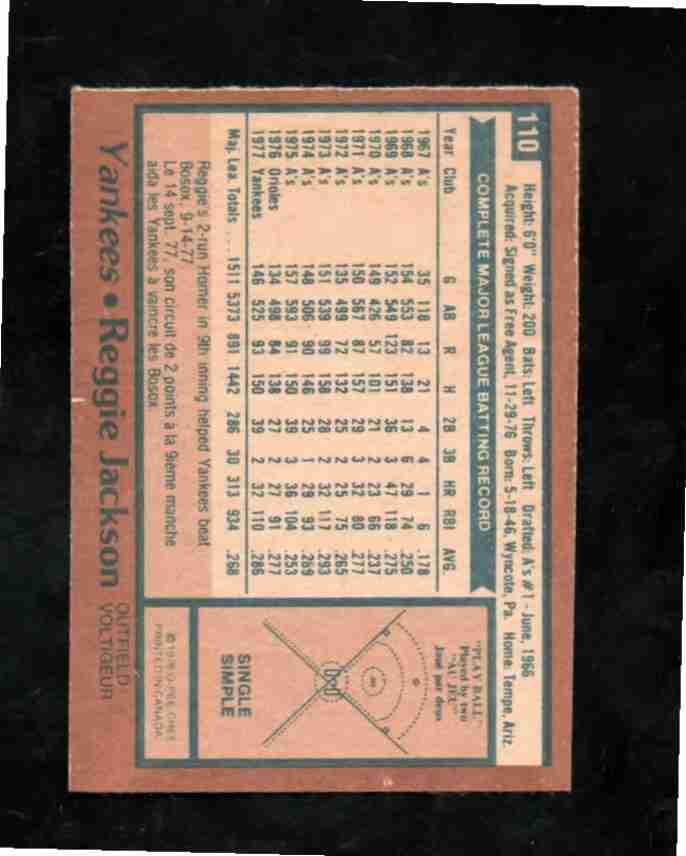 110
Height: 6'0" Weight: 200 Bats: Left Throws: Left Drafted: A's #1 - June, 1966
Acquired: Signed as Free Agent, 11-29-76 Born: 5-18-46, Wyncote, Pa. Home: Tempe, Ariz.
COMPLETE MAJOR LEAGUE BATTING RECORD
Year Club G AB R H 2B 3B HR RBI AVG.
1967 A's 35 118 13 21 4 4 1 6 .178
1968 A's 154 553 82 138 13 6 29 74 .250
1969 A's 152 549 123 151 36 3 47 118 .275
1970 A's 149 426 57 101 21 2 23 66 .237
1971 A's 150 567 87 157 29 3 32 80 .277
1972 A's 135 499 72 132 25 2 25 75 .265
1973 A's 151 539 99 158 28 2 32 117 .293
1974 A's 148 506 90 146 25 1 29 93 .289
1975 A's 157 593 91 150 39 3 36 104 .253
1976 Orioles 134 498 84 138 27 2 27 91 .277
1977 Yankees 146 525 93 150 39 2 32 110 .286
Maj. Lea. Totals ... 1511 5373 891 1442 286 30 313 934 .268
Reggie's 2-run Homer in 9th inning helped Yankees beat
Bosox, 9-14-77
Le 14 sept. 77, son circuit de 2 points à la 9ième manche
aida les Yankees à vaincre les Bosox
"PLAY BALL"
Played by two
"AU JEU"
Joué par deux
SINGLE
SIMPLE
© 1978 O-PEE-CHEE
PRINTED IN CANADA
Yankees • Reggie Jackson
OUTFIELD
VOLTIGEUR